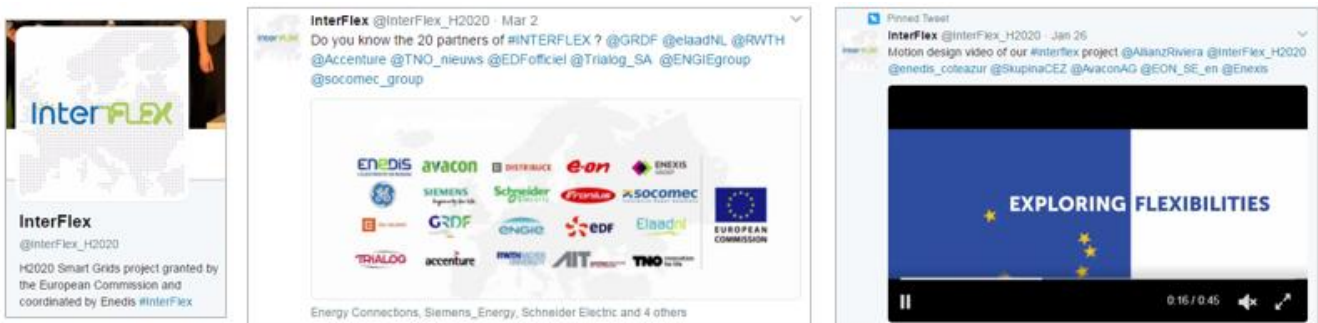 InterFLEX
InterFlex
@InterFlex_H2020
H2020 Smart Grids project granted by
the European Commission and
coordinated by Enedis #InterFlex
InterFlex @InterFlex_H2020 · Mar 2
Do you know the 20 partners of #INTERFLEX ? @GRDF @elaadNL @RWTH
@Accenture @TNO_nieuws @EDFofficiel @Trialog_SA @ENGIEgroup
@socomec_group
ENEDIS avacon DISTRIBUCE e-on ENEXIS
GE SIEMENS Schneider Fronius socomec
GRDF ENGIE EDF Elaadnl
EUROPEAN
COMMISSION
TRIALOG accenture RWTH AIT TNO
Energy Connections, Siemens_Energy, Schneider Electric and 4 others
Pinned Tweet
InterFlex @InterFlex_H2020 · Jan 26
Motion design video of our #interflex project @AllianzRiviera @InterFlex_H2020
@enedis_coteazur @SkupinaCEZ @AvaconAG @EON_SE_en @Enexis
EXPLORING FLEXIBILITIES
0:16 / 0:45